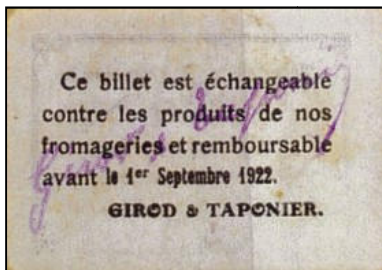 Ce billet est échangeable
contre les produits de nos
fromageries et remboursable
avant le 1er Septembre 1922.
GIROD & TAPONIER.